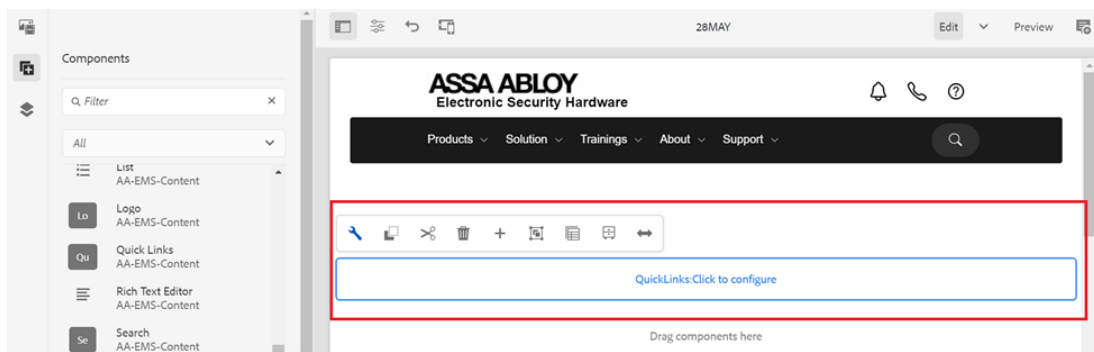 28MAY
Edit
Preview
Components
Filter
All
List
AA-EMS-Content
Lo
Logo
AA-EMS-Content
Qu
Quick Links
AA-EMS-Content
Rich Text Editor
AA-EMS-Content
Se
Search
AA-EMS-Content
ASSA ABLOY
Electronic Security Hardware
Products
Solution
Trainings
About
Support
QuickLinks:Click to configure
Drag components here